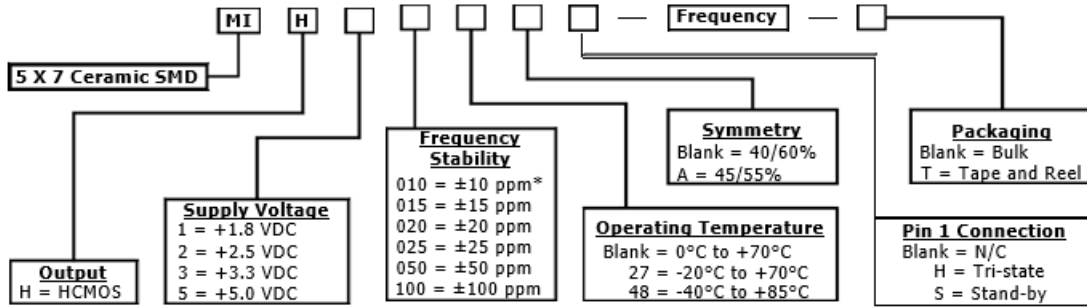 MI H — Frequency —
5 X 7 Ceramic SMD
Output
H = HCMOS
Supply Voltage
1 = +1.8 VDC
2 = +2.5 VDC
3 = +3.3 VDC
5 = +5.0 VDC
Frequency
Stability
010 = ±10 ppm*
015 = ±15 ppm
020 = ±20 ppm
025 = ±25 ppm
050 = ±50 ppm
100 = ±100 ppm
Symmetry
Blank = 40/60%
A = 45/55%
Operating Temperature
Blank = 0°C to +70°C
27 = -20°C to +70°C
48 = -40°C to +85°C
Packaging
Blank = Bulk
T = Tape and Reel
Pin 1 Connection
Blank = N/C
H = Tri-state
S = Stand-by